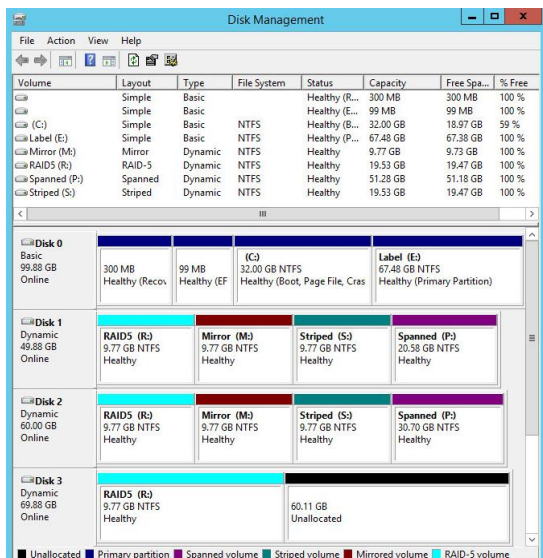 Disk Management
File Action View Help
Volume Layout Type File System Status Capacity Free Spa... % Free
Simple Basic Healthy (R... 300 MB 300 MB 100 %
Simple Basic Healthy (E... 99 MB 99 MB 100 %
(C:) Simple Basic NTFS Healthy (B... 32.00 GB 18.97 GB 59 %
Label (E:) Simple Basic NTFS Healthy (P... 67.48 GB 67.38 GB 100 %
Mirror (M:) Mirror Dynamic NTFS Healthy 9.77 GB 9.73 GB 100 %
RAID5 (R:) RAID-5 Dynamic NTFS Healthy 19.53 GB 19.47 GB 100 %
Spanned (P:) Spanned Dynamic NTFS Healthy 51.28 GB 51.18 GB 100 %
Striped (S:) Striped Dynamic NTFS Healthy 19.53 GB 19.47 GB 100 %
Disk 0
Basic
99.88 GB
Online
300 MB
Healthy (Recov
99 MB
Healthy (EF
(C:)
32.00 GB NTFS
Healthy (Boot, Page File, Cras
Label (E:)
67.48 GB NTFS
Healthy (Primary Partition)
Disk 1
Dynamic
49.88 GB
Online
RAID5 (R:)
9.77 GB NTFS
Healthy
Mirror (M:)
9.77 GB NTFS
Healthy
Striped (S:)
9.77 GB NTFS
Healthy
Spanned (P:)
20.58 GB NTFS
Healthy
Disk 2
Dynamic
60.00 GB
Online
RAID5 (R:)
9.77 GB NTFS
Healthy
Mirror (M:)
9.77 GB NTFS
Healthy
Striped (S:)
9.77 GB NTFS
Healthy
Spanned (P:)
30.70 GB NTFS
Healthy
Disk 3
Dynamic
69.88 GB
Online
RAID5 (R:)
9.77 GB NTFS
Healthy
60.11 GB
Unallocated
Unallocated Primary partition Spanned volume Striped volume Mirrored volume RAID-5 volume